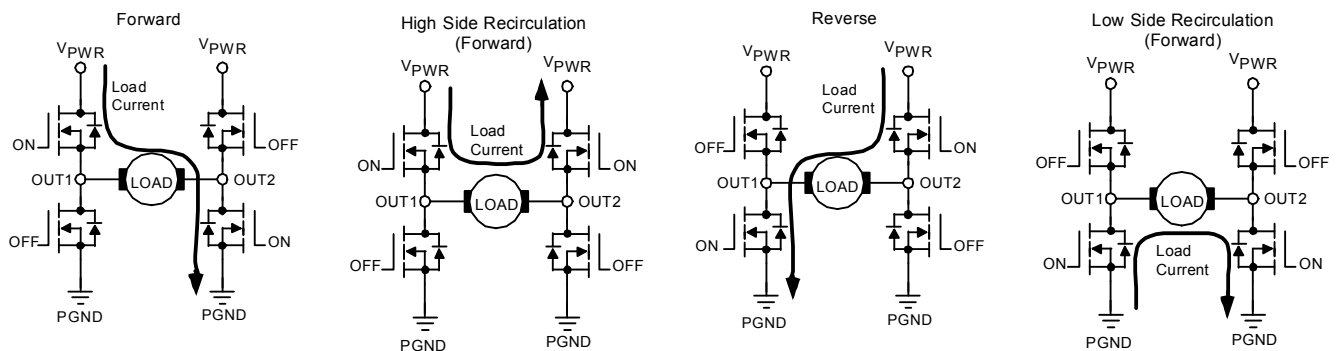 Forward
VPWR
VPWR
Load
Current
ON
OFF
OUT1
LOAD
OUT2
OFF
ON
PGND
PGND
High Side Recirculation
(Forward)
VPWR
VPWR
Load
Current
ON
ON
OUT1
LOAD
OUT2
OFF
OFF
PGND
PGND
Reverse
VPWR
VPWR
Load
Current
OFF
ON
OUT1
LOAD
OUT2
ON
OFF
PGND
PGND
Low Side Recirculation
(Forward)
VPWR
VPWR
OFF
OFF
OUT1
LOAD
OUT2
Load
Current
ON
ON
PGND
PGND